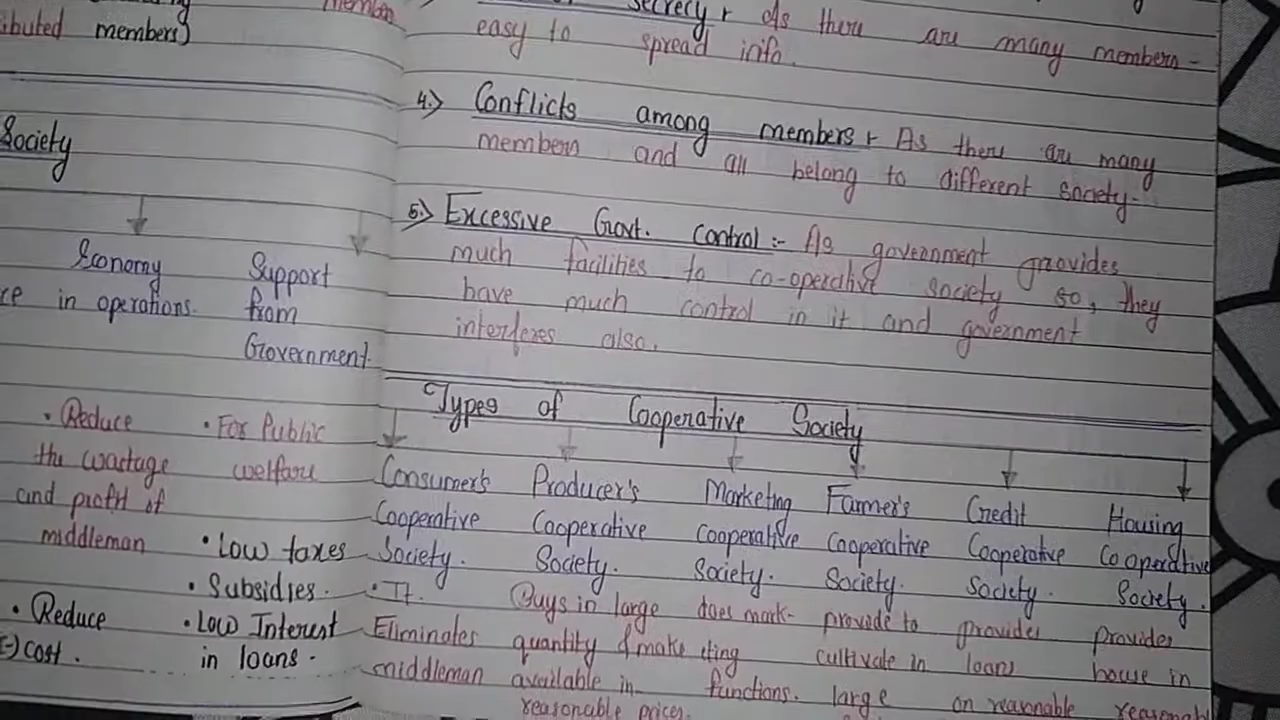 ibuted members)
Society
Economy
in operations.
Support
from
Government.
• Reduce
the wastage
and profit of
middleman
• Reduce
(-) cost.
• For Public
welfare
• Low taxes
• Subsidies.
• Low Interest
in loans.
secrecy :- As there are many members
easy to spread info.
4.) Conflicts among members :- As there are many
members and all belong to different society.
5.) Excessive Govt. control :- As government provides
much facilities to co-operative society so, they
have much control in it and government
interferes also.
Types of Cooperative Society
Consumer's
Cooperative
Society.
• It
Eliminates
middleman
Producer's
Cooperative
Society.
Buys in large
quantity & make
available in
reasonable prices.
Marketing
Cooperative
Society.
does mark-
eting
functions.
Farmer's
Cooperative
Society.
provide to
cultivate in
large
Credit
Cooperative
Society.
provides
loans
on reasonable
Housing
Cooperative
Society.
provides
house in
reasonabl